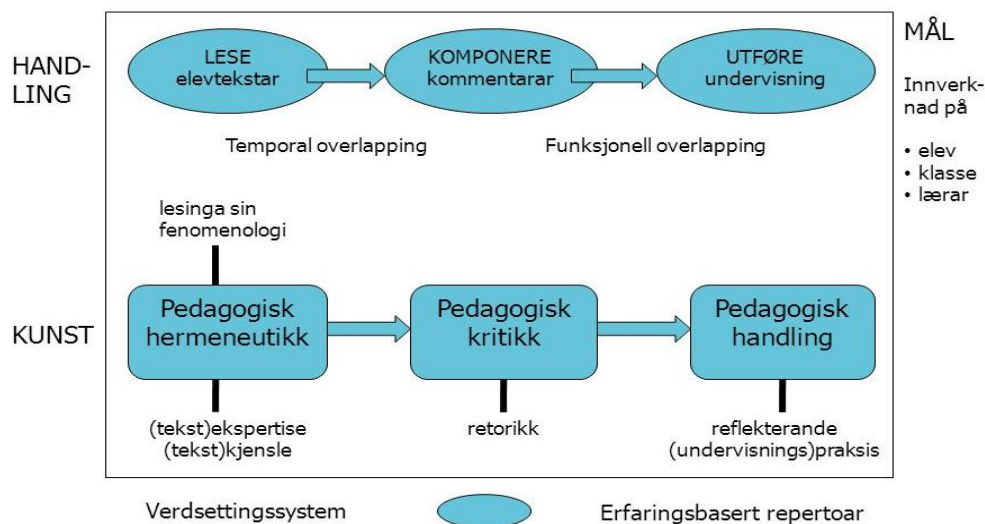 HAND-
LING
LESE
elevtekstar
KOMPONERE
kommentarar
UTFØRE
undervisning
Temporal overlapping
Funksjonell overlapping
MÅL
Innverk-
nad på
• elev
• klasse
• lærar
lesinga sin
fenomenologi
KUNST
Pedagogisk
hermeneutikk
Pedagogisk
kritikk
Pedagogisk
handling
(tekst)ekspertise
(tekst)kjensle
retorikk
reflekterande
(undervisnings)praksis
Verdsettingssystem
Erfaringsbasert repertoar